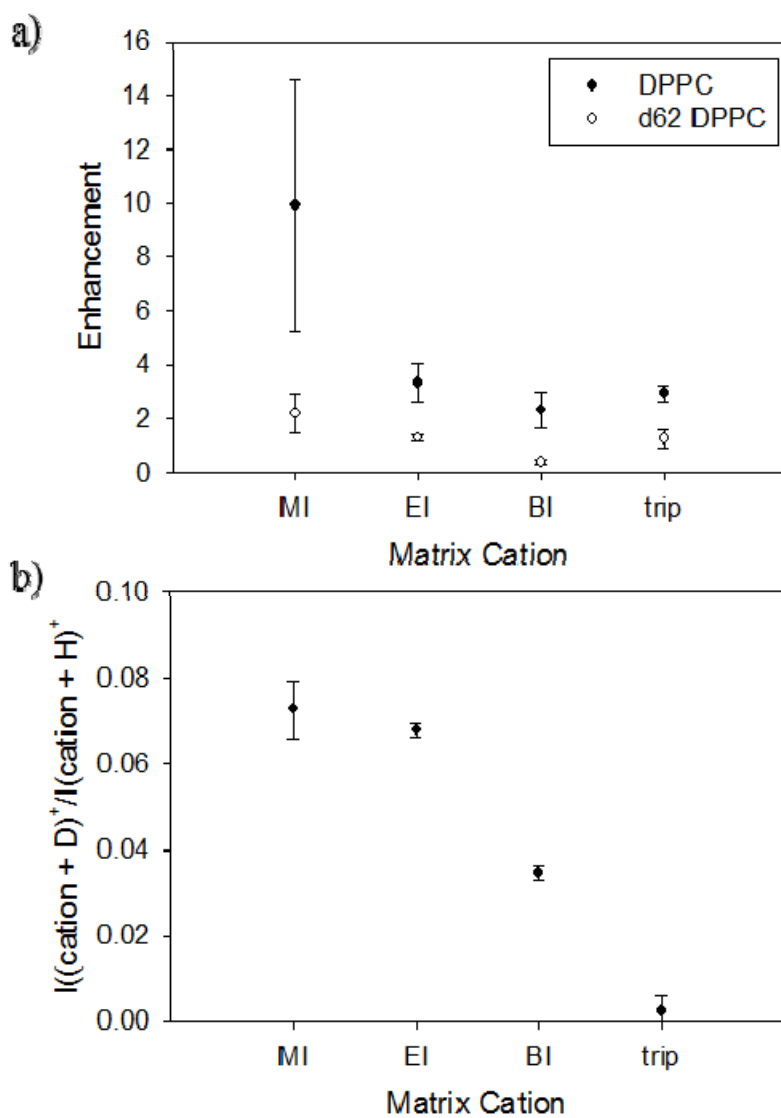 a)
16
14
12
10
8
6
4
2
0
Enhancement
DPPC
d62 DPPC
MI EI BI trip
Matrix Cation
b)
0.10
0.08
0.06
0.04
0.02
0.00
I((cation + D)⁺/I(cation + H)⁺
MI EI BI trip
Matrix Cation